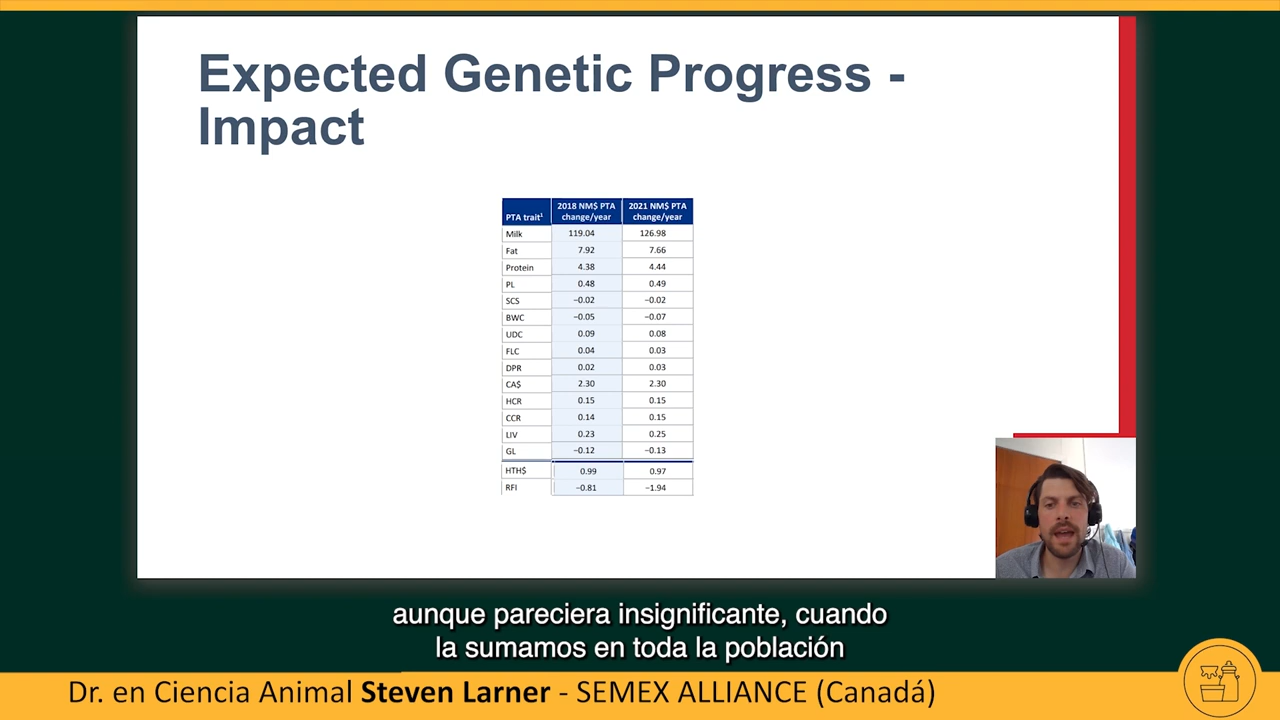 Expected Genetic Progress -
Impact
PTA trait¹ 2018 NM$ PTA change/year 2021 NM$ PTA change/year
Milk 119.04 126.98
Fat 7.92 7.66
Protein 4.38 4.44
PL 0.48 0.49
SCS −0.02 −0.02
BWC −0.05 −0.07
UDC 0.09 0.08
FLC 0.04 0.03
DPR 0.02 0.03
CA$ 2.30 2.30
HCR 0.15 0.15
CCR 0.14 0.15
LIV 0.23 0.25
GL −0.12 −0.13
HTH$ 0.99 0.97
RFI −0.81 −1.94
aunque pareciera insignificante, cuando
la sumamos en toda la población
Dr. en Ciencia Animal Steven Larner - SEMEX ALLIANCE (Canadá)